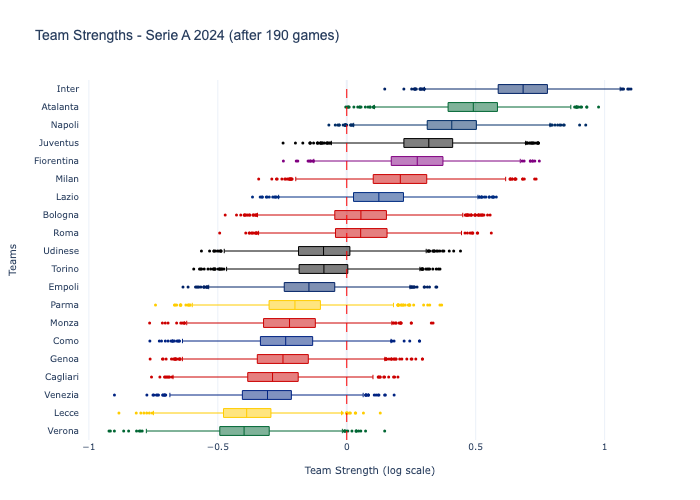 Team Strengths - Serie A 2024 (after 190 games)
Inter
Atalanta
Napoli
Juventus
Fiorentina
Milan
Lazio
Bologna
Roma
Udinese
Torino
Empoli
Parma
Monza
Como
Genoa
Cagliari
Venezia
Lecce
Verona
Teams
−1
−0.5
0
0.5
1
Team Strength (log scale)